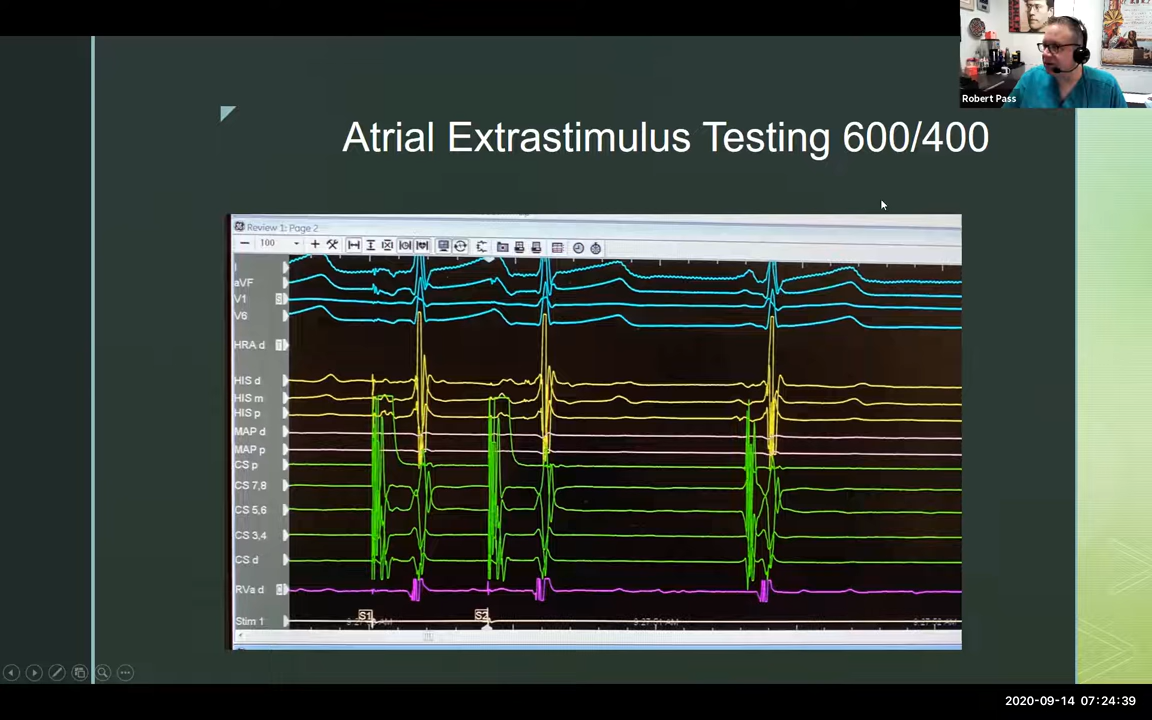 Robert Pass
Atrial Extrastimulus Testing 600/400
Review 1: Page 2
100
I
aVF
V1
V6
HRA d
HIS d
HIS m
HIS p
MAP d
MAP p
CS p
CS 7,8
CS 5,6
CS 3,4
CS d
RVa d
Stim 1
S1
S2
2020-09-14 07:24:39